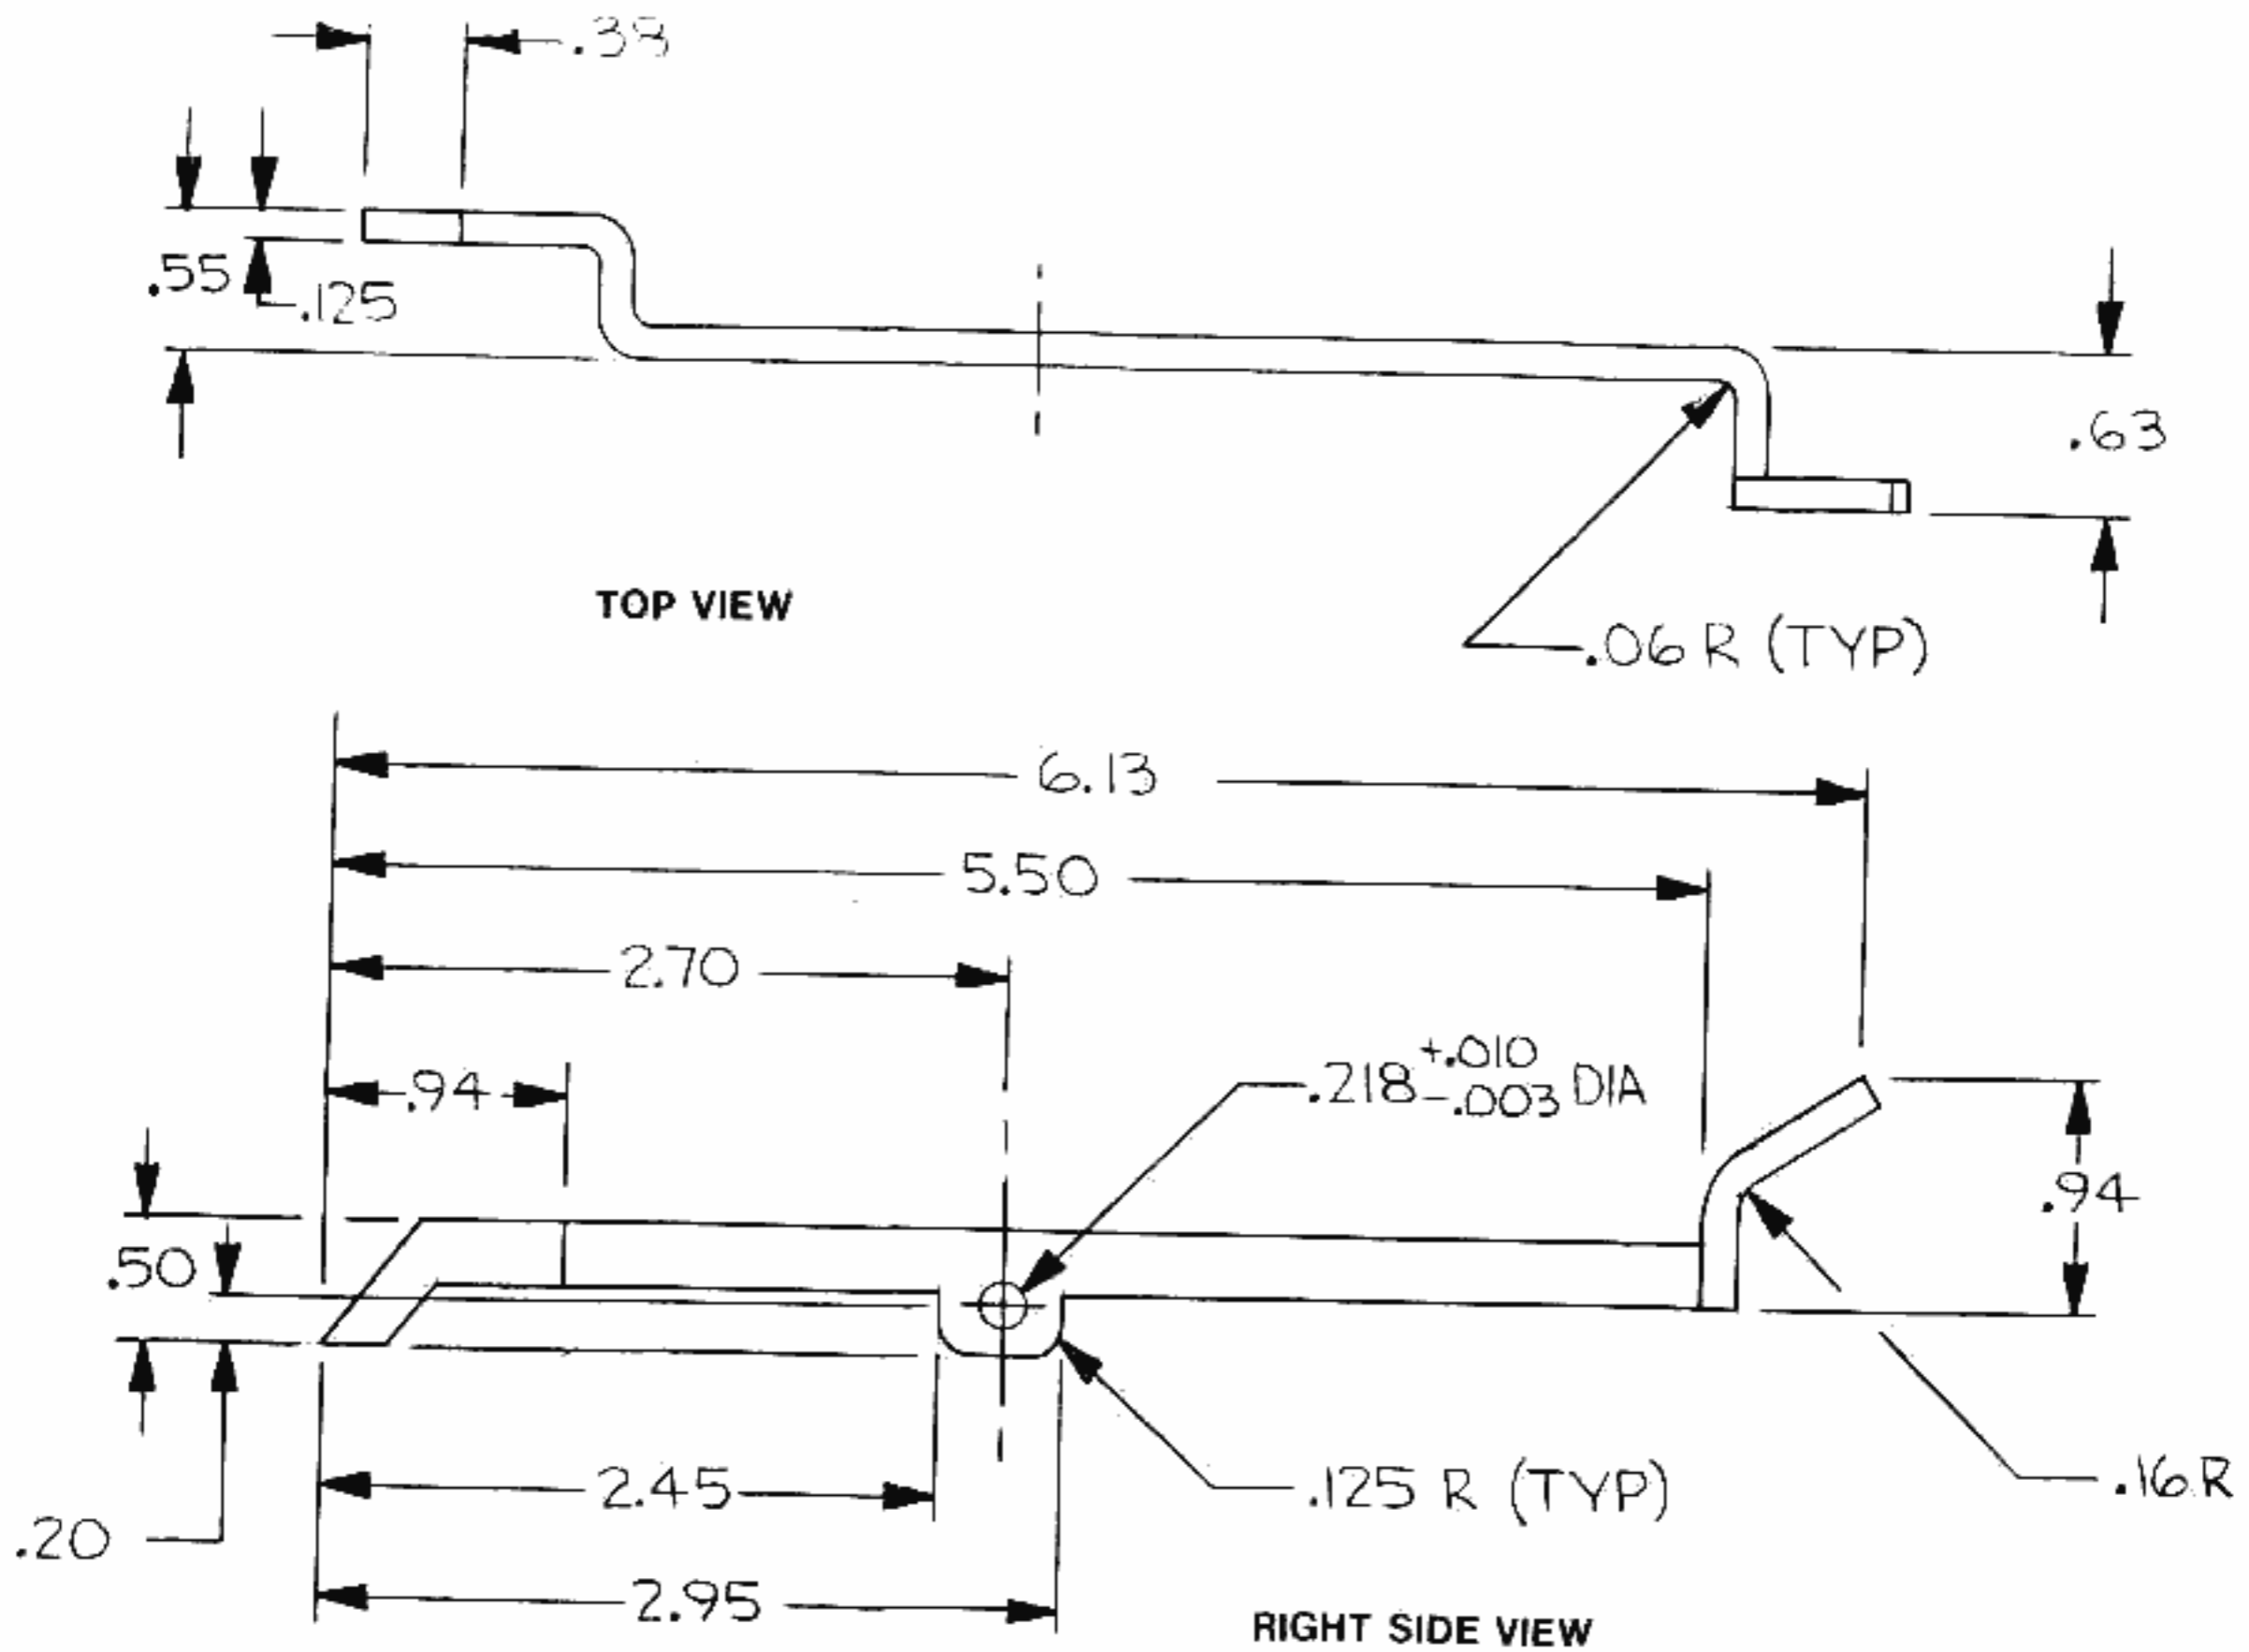 .38
.55
.125
.63
TOP VIEW
.06 R (TYP)
6.13
5.50
2.70
.94
.218 +.010 -.003 DIA
.50
.94
.20
2.45
.125 R (TYP)
.16 R
2.95
RIGHT SIDE VIEW